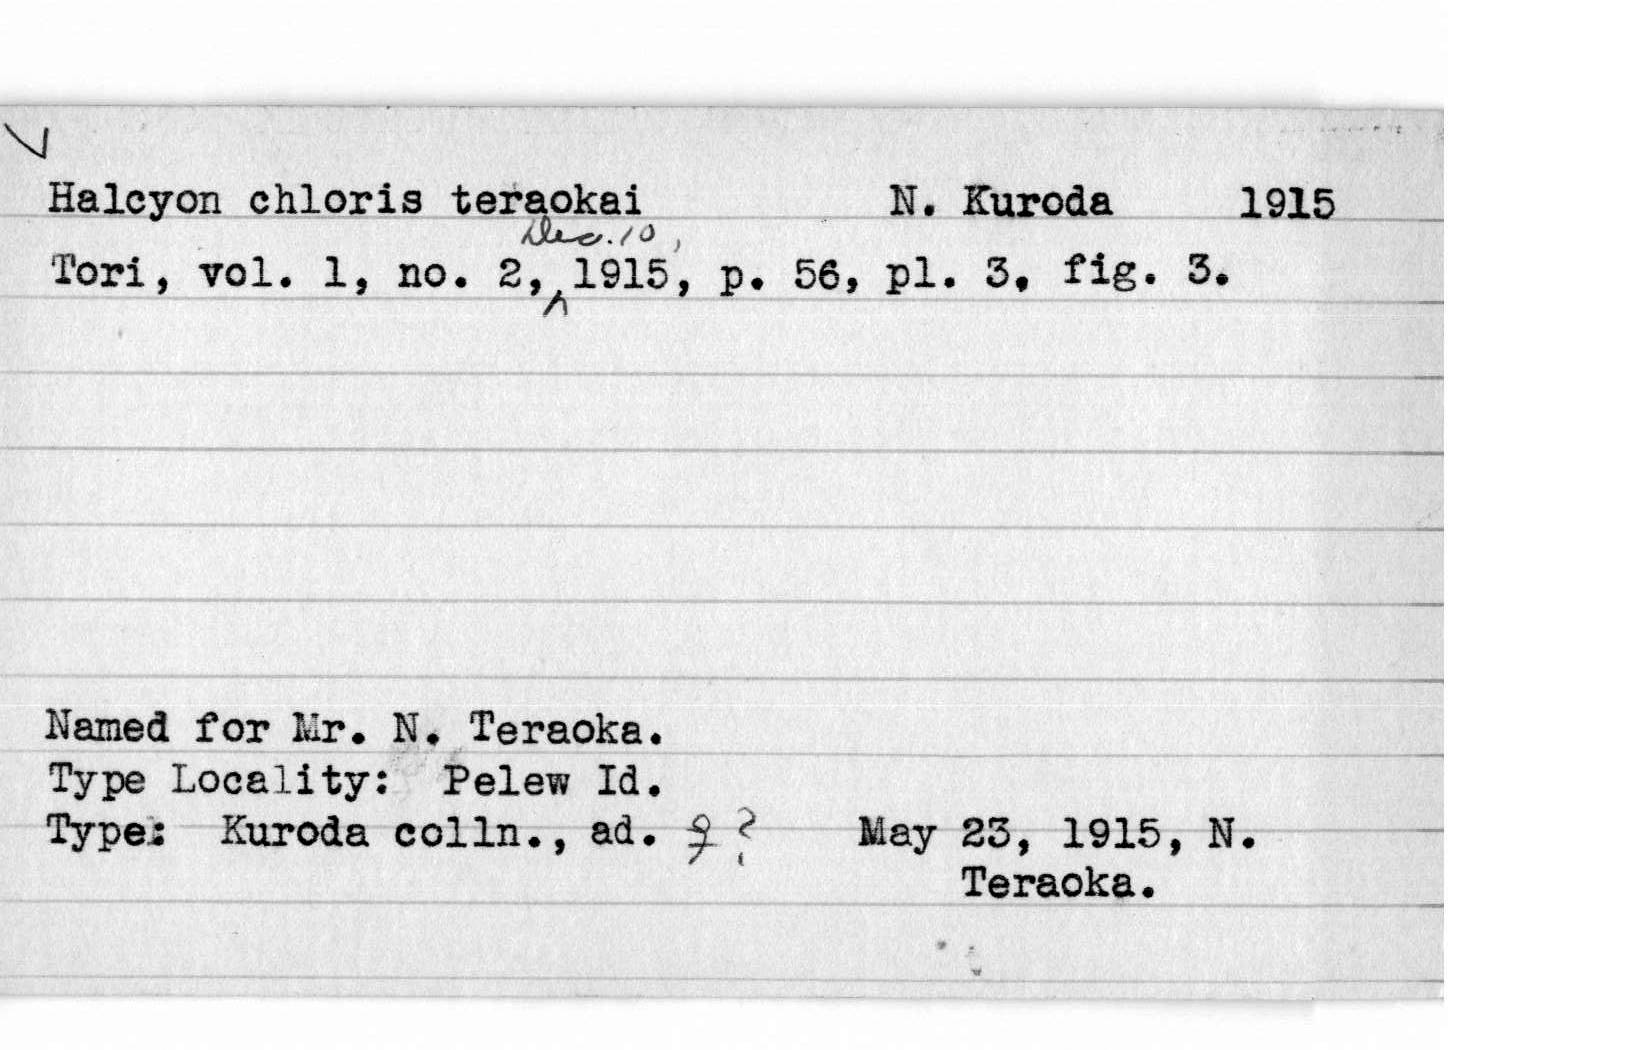 Halcyon chloris teraokai N. Kuroda 1915
Tori, vol. 1, no. 2, Dec. 10, 1915, p. 56, pl. 3, fig. 3.
Named for Mr. N. Teraoka.
Type Locality: Pelew Id.
Type: Kuroda colln., ad. ♀? May 23, 1915, N.
Teraoka.